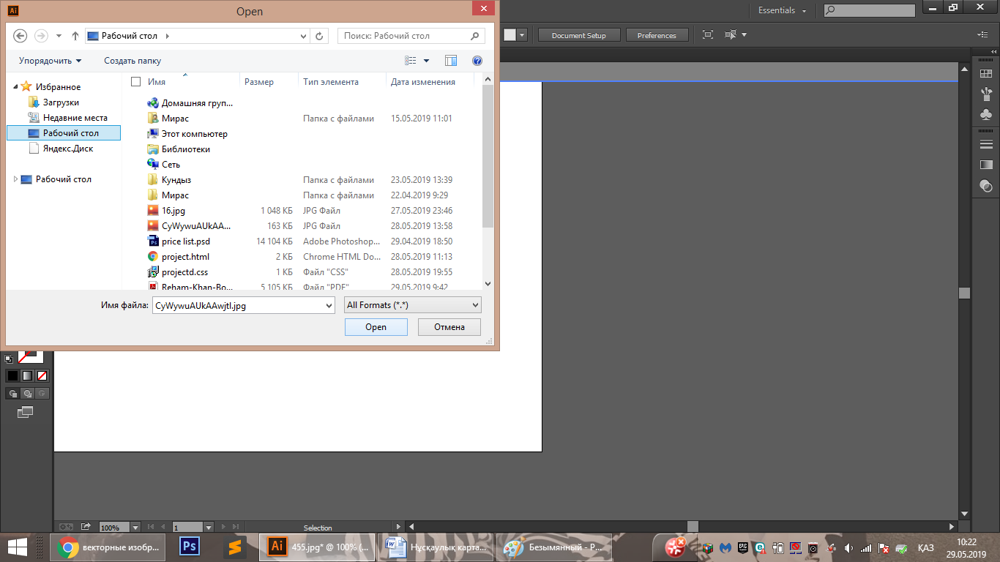 Ai Open
Essentials
Рабочий стол
Поиск: Рабочий стол
Document Setup
Preferences
Упорядочить
Создать папку
Имя Размер Тип элемента Дата изменения
Избранное
Загрузки
Недавние места
Рабочий стол
Яндекс.Диск
Рабочий стол
Домашняя груп...
Мирас Папка с файлами 15.05.2019 11:01
Этот компьютер
Библиотеки
Сеть
Кундыз Папка с файлами 23.05.2019 13:39
Мирас Папка с файлами 22.04.2019 9:29
16.jpg 1 048 КБ JPG Файл 27.05.2019 23:46
CyWywuAUkAA... 163 КБ JPG Файл 28.05.2019 13:58
price list.psd 14 104 КБ Adobe Photoshop... 29.04.2019 18:50
project.html 2 КБ Chrome HTML Do... 28.05.2019 11:13
projectd.css 1 КБ Файл "CSS" 28.05.2019 19:55
Reham-Khan-Bo... 5 105 КБ Файл "PDF" 29.05.2019 9:42
Имя файла: CyWywuAUkAAwjtI.jpg All Formats (*.*)
Open Отмена
100% 1 Selection
векторные изобр...
Ps
Ai 455.jpg* @ 100% (...
Нұсқаулық карта...
Безымянный - P...
ҚАЗ
10:22
29.05.2019